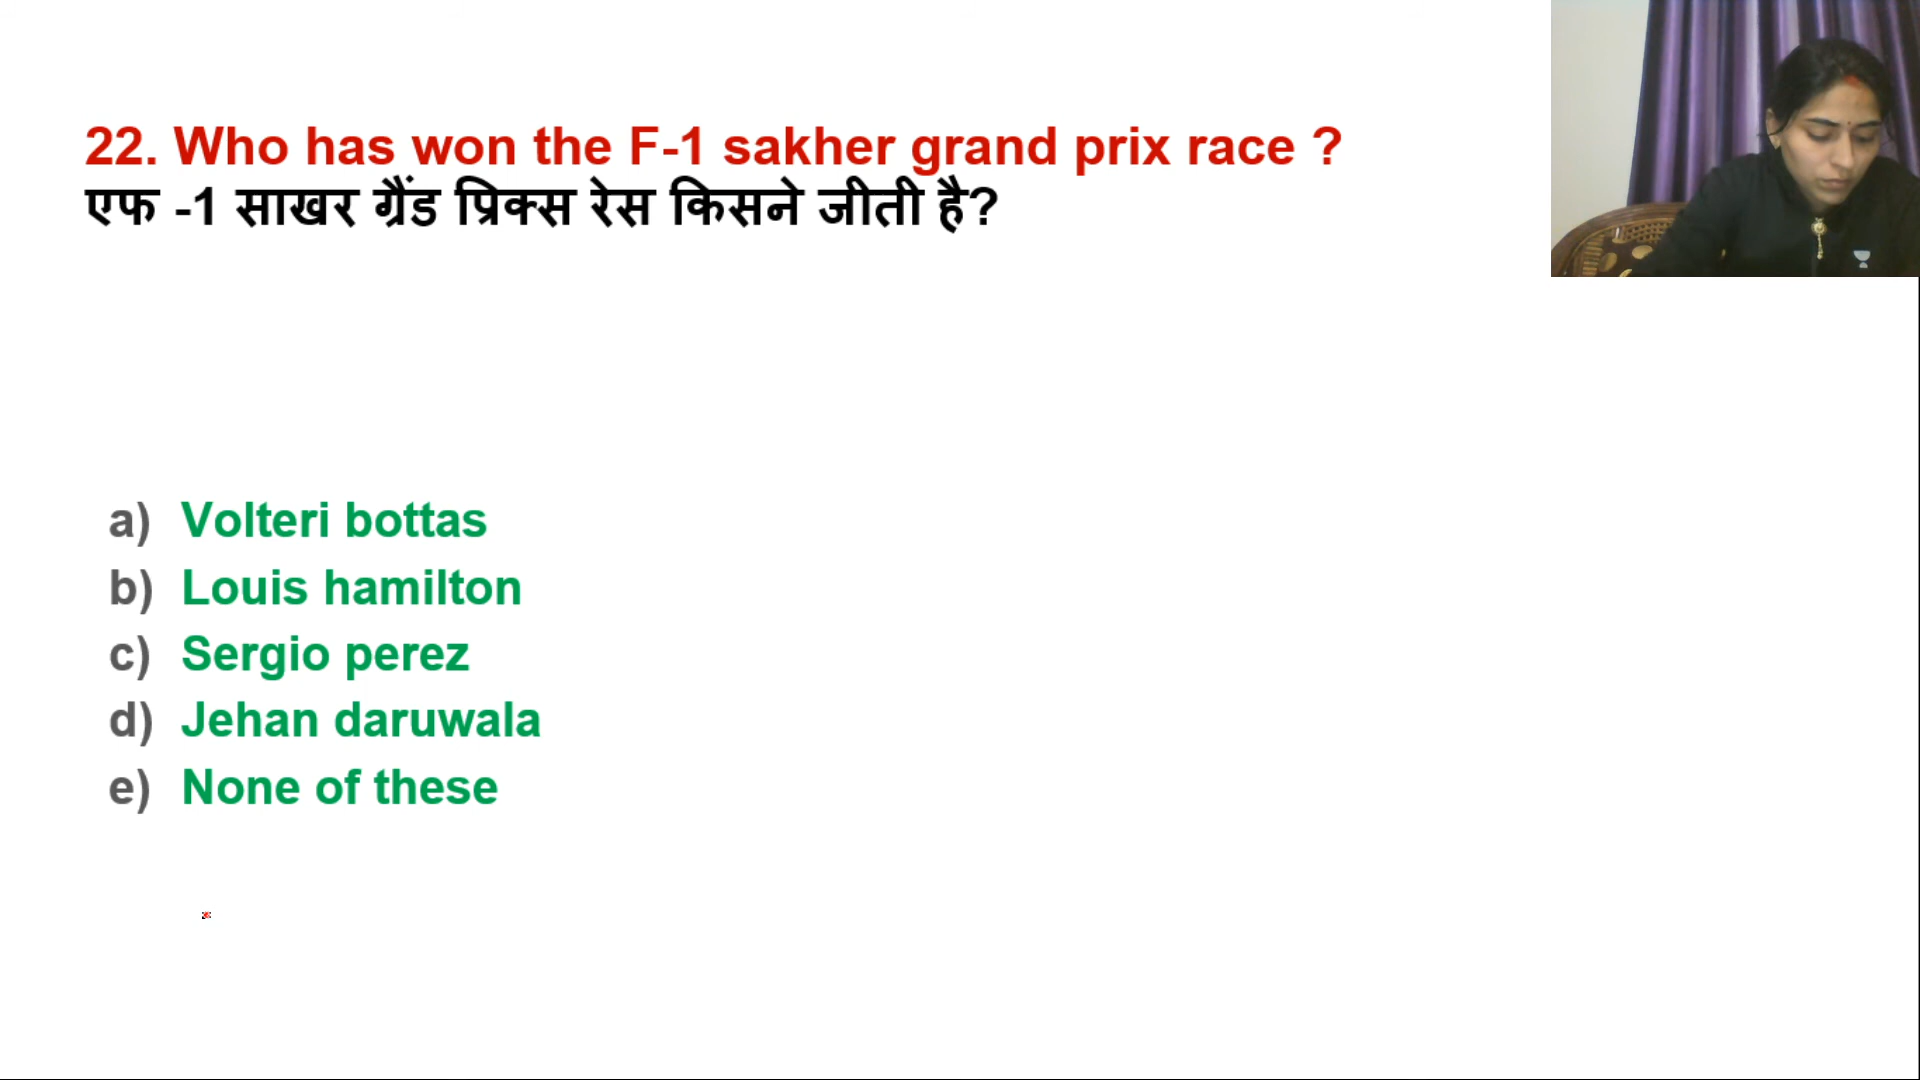 22. Who has won the F-1 sakher grand prix race ?
एफ -1 साखर ग्रैंड प्रिक्स रेस किसने जीती है?
a) Volteri bottas
b) Louis hamilton
c) Sergio perez
d) Jehan daruwala
e) None of these